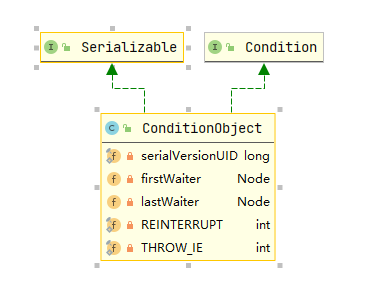 I Serializable
I Condition
C ConditionObject
f serialVersionUID long
f firstWaiter Node
f lastWaiter Node
f REINTERRUPT int
f THROW_IE int